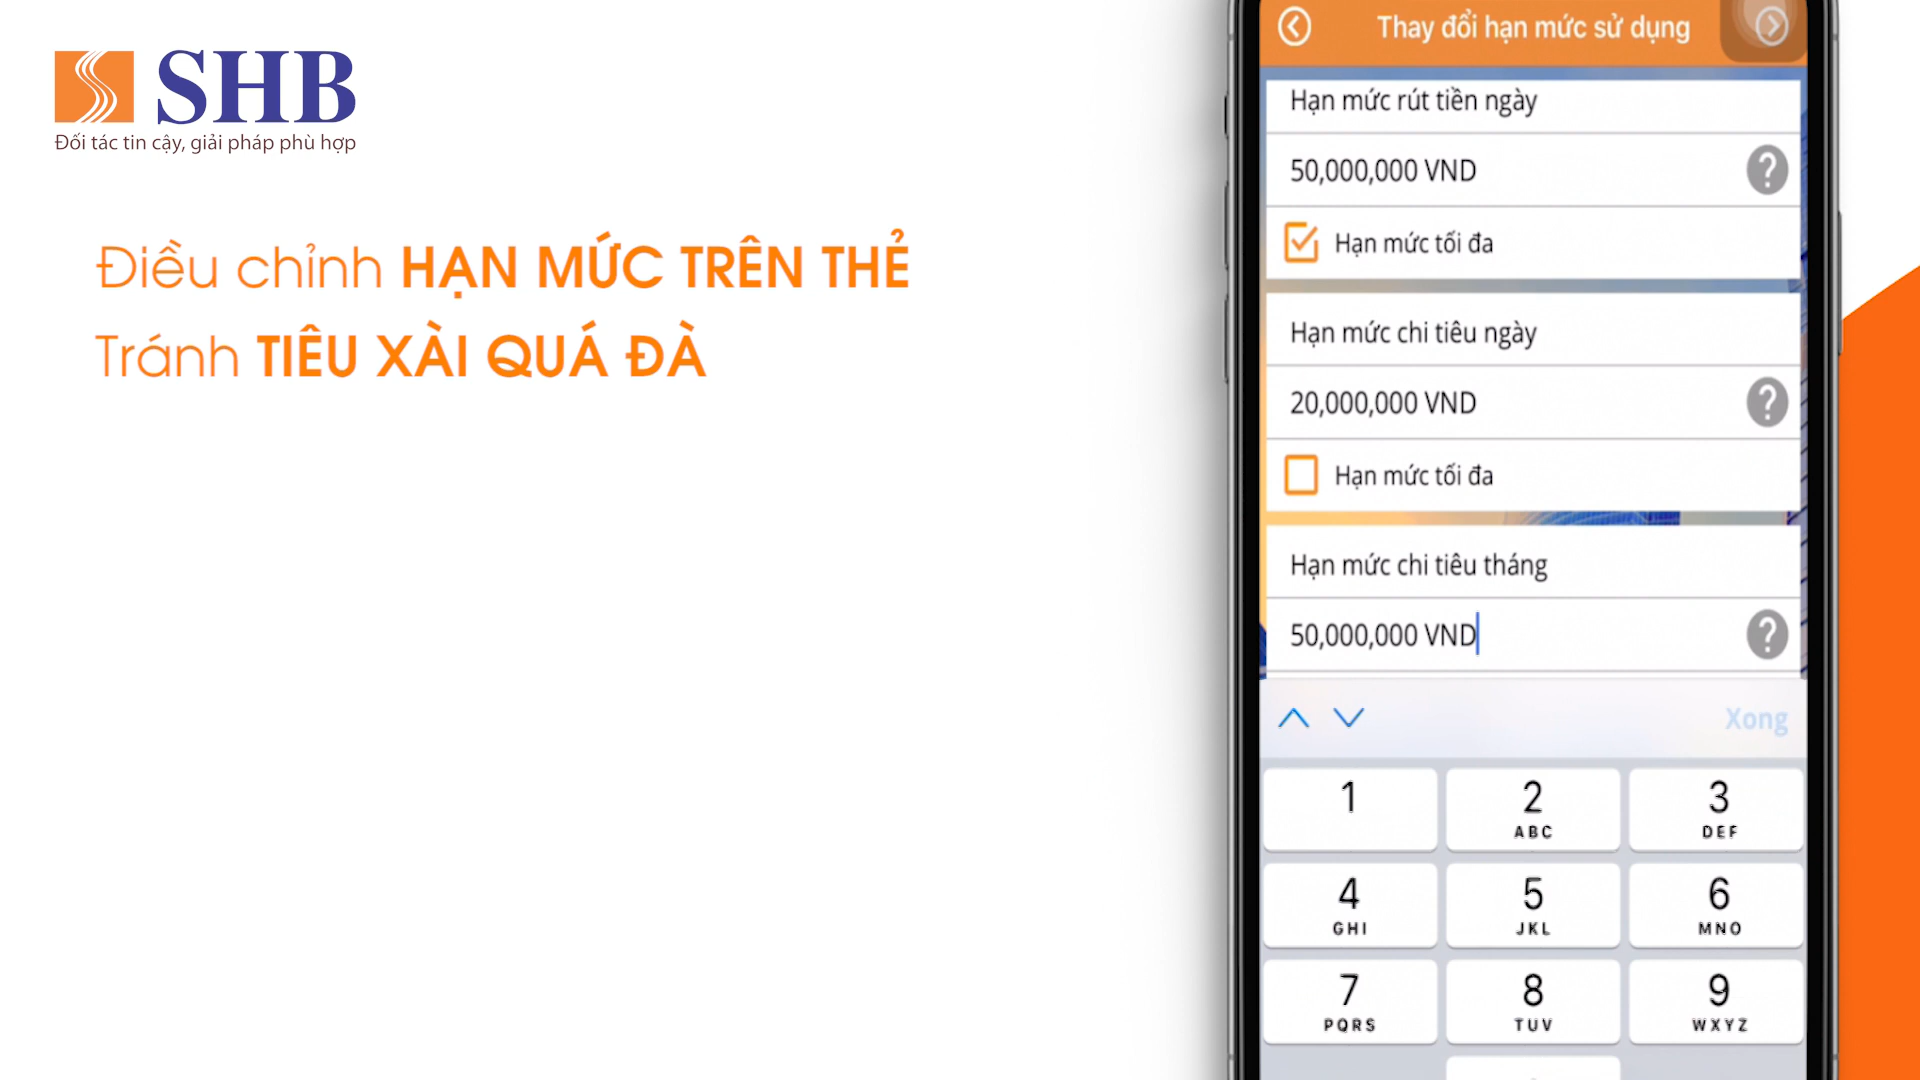 SHB
Đối tác tin cậy, giải pháp phù hợp
Điều chỉnh HẠN MỨC TRÊN THẺ
Tránh TIÊU XÀI QUÁ ĐÀ
Thay đổi hạn mức sử dụng
Hạn mức rút tiền ngày
50,000,000 VND
?
Hạn mức tối đa
Hạn mức chi tiêu ngày
20,000,000 VND
?
Hạn mức tối đa
Hạn mức chi tiêu tháng
50,000,000 VND
?
Xong
1 2 3
ABC DEF
4 5 6
GHI JKL MNO
7 8 9
PQRS TUV WXYZ